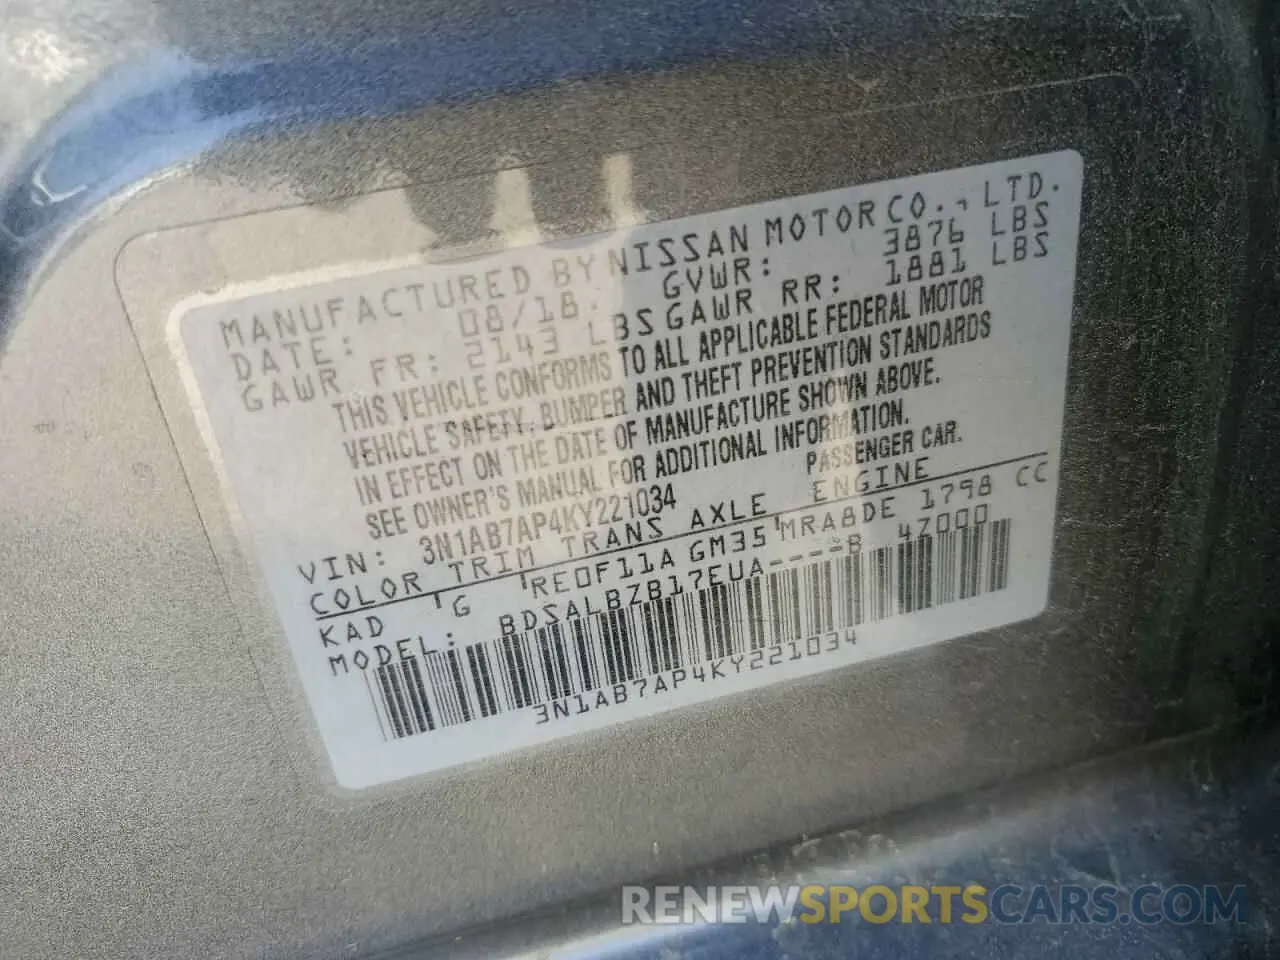 MANUFACTURED BY NISSAN MOTOR CO., LTD.
DATE: 08/18 GVWR: 3876 LBS
GAWR FR: 2143 LBS GAWR RR: 1881 LBS
THIS VEHICLE CONFORMS TO ALL APPLICABLE FEDERAL MOTOR
VEHICLE SAFETY, BUMPER AND THEFT PREVENTION STANDARDS
IN EFFECT ON THE DATE OF MANUFACTURE SHOWN ABOVE.
SEE OWNER'S MANUAL FOR ADDITIONAL INFORMATION.
VIN: 3N1AB7AP4KY221034 PASSENGER CAR.
COLOR TRIM TRANS AXLE ENGINE
KAD G RE0F11A GM35 MRA8DE 1798 CC
MODEL: BDSALBZB17EUA----B 4Z000
3N1AB7AP4KY221034
RENEWSPORTSCARS.COM